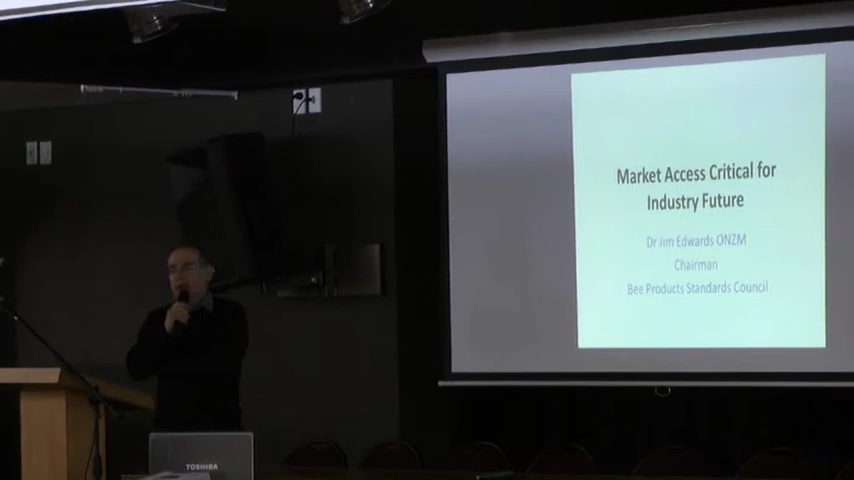 Market Access Critical for
Industry Future
Dr Jim Edwards ONZM
Chairman
Bee Products Standards Council
TOSHIBA